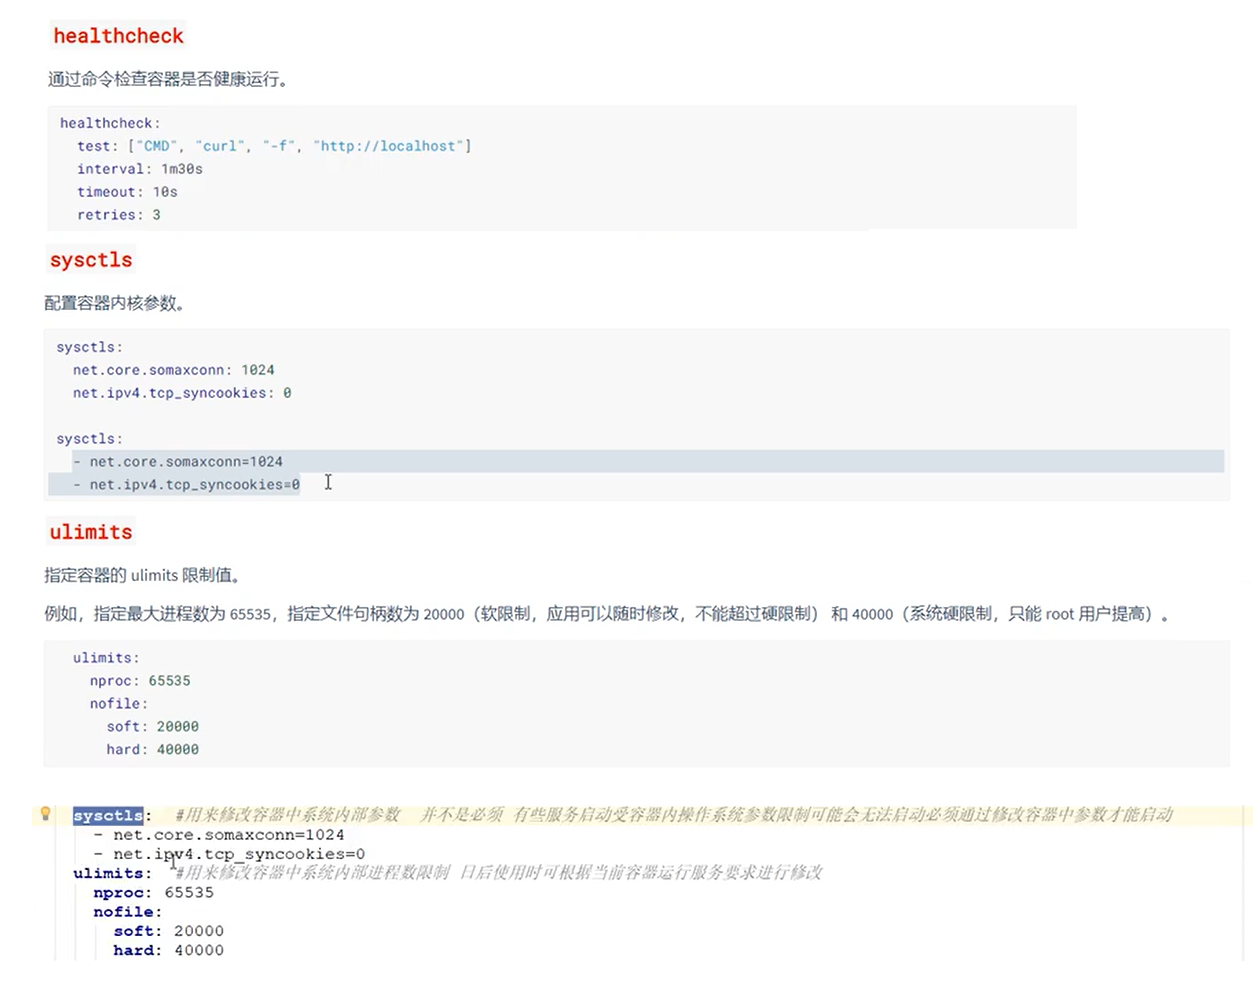 healthcheck
通过命令检查容器是否健康运行。
healthcheck:
  test: ["CMD", "curl", "-f", "http://localhost"]
  interval: 1m30s
  timeout: 10s
  retries: 3
sysctls
配置容器内核参数。
sysctls:
  net.core.somaxconn: 1024
  net.ipv4.tcp_syncookies: 0
sysctls:
  - net.core.somaxconn=1024
  - net.ipv4.tcp_syncookies=0
ulimits
指定容器的 ulimits 限制值。
例如，指定最大进程数为 65535，指定文件句柄数为 20000（软限制，应用可以随时修改，不能超过硬限制） 和 40000（系统硬限制，只能 root 用户提高）。
  ulimits:
    nproc: 65535
    nofile:
      soft: 20000
      hard: 40000
sysctls:  #用来修改容器中系统内部参数  并不是必须 有些服务启动受容器内操作系统参数限制可能会无法启动必须通过修改容器中参数才能启动
  - net.core.somaxconn=1024
  - net.ipv4.tcp_syncookies=0
ulimits:  #用来修改容器中系统内部进程数限制 日后使用时可根据当前容器运行服务要求进行修改
  nproc: 65535
  nofile:
    soft: 20000
    hard: 40000